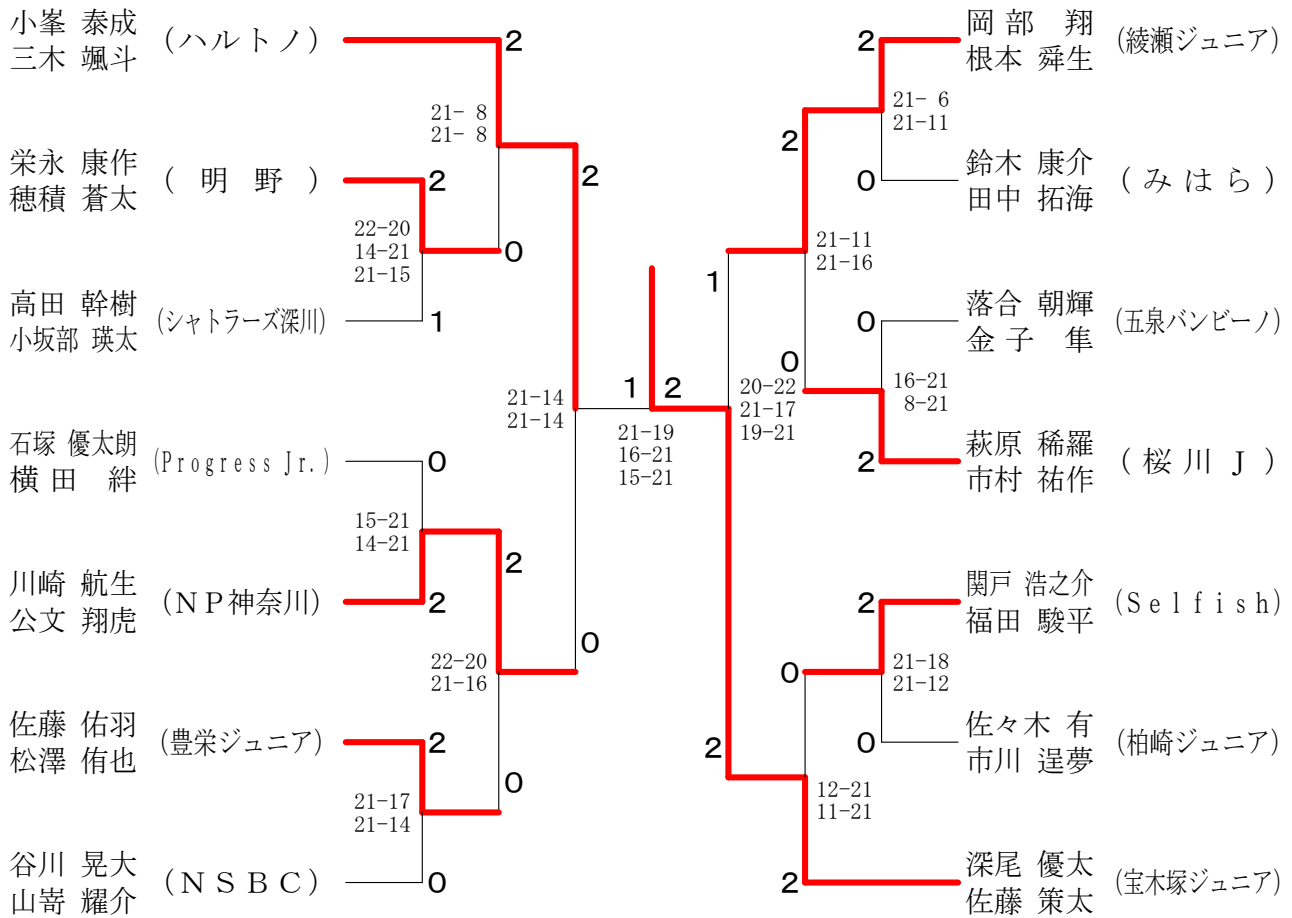 小峯 泰成
三木 颯斗
(ハルトノ)
2
21- 8
21- 8
栄永 康作
穂積 蒼太
(明野)
2
22-20
14-21
21-15
0
高田 幹樹
小坂部 瑛太
(シャトラーズ深川)
1
2
石塚 優太朗
横田 絆
(Progress Jr.)
0
15-21
14-21
川崎 航生
公文 翔虎
(NP神奈川)
2
2
22-20
21-16
0
佐藤 佑羽
松澤 侑也
(豊栄ジュニア)
2
21-17
21-14
0
谷川 晃大
山嵜 耀介
(NSBC)
0
21-14
21-14
1
2
21-19
16-21
15-21
岡部 翔
根本 舜生
(綾瀬ジュニア)
2
21- 6
21-11
鈴木 康介
田中 拓海
(みはら)
0
2
21-11
21-16
1
落合 朝輝
金子 隼
(五泉バンビーノ)
0
0
16-21
8-21
萩原 稀羅
市村 祐作
(桜川J)
2
20-22
21-17
19-21
関戸 浩之介
福田 駿平
(Selfish)
2
21-18
21-12
0
佐々木 有
市川 逞夢
(柏崎ジュニア)
0
2
12-21
11-21
深尾 優太
佐藤 策太
(宝木塚ジュニア)
2